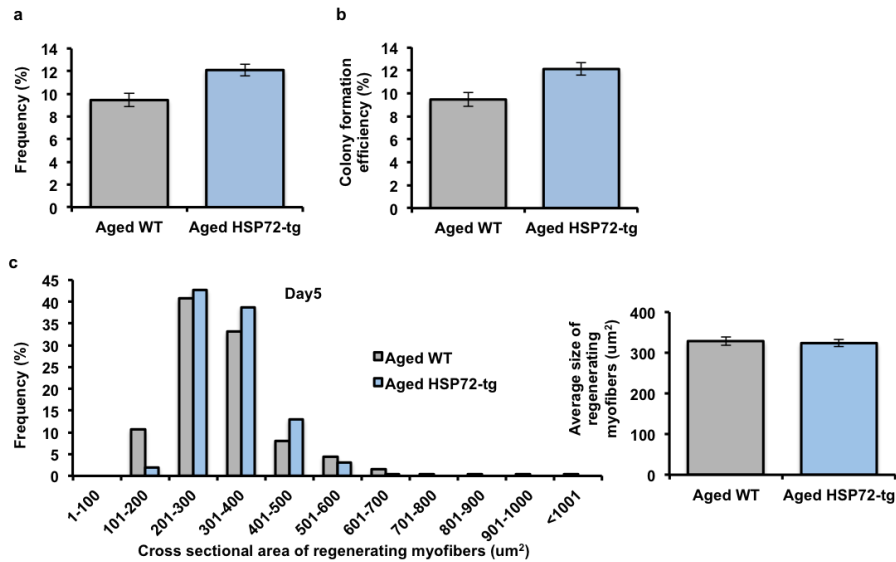 a
Frequency (%)
14
12
10
8
6
4
2
0
Aged WT
Aged HSP72-tg
b
Colony formation
efficiency (%)
14
12
10
8
6
4
2
0
Aged WT
Aged HSP72-tg
c
Frequency (%)
45
40
35
30
25
20
15
10
5
0
Day5
Aged WT
Aged HSP72-tg
1-100
101-200
201-300
301-400
401-500
501-600
601-700
701-800
801-900
901-1000
<1001
Cross sectional area of regenerating myofibers (um²)
Average size of
regenerating
myofibers (um²)
400
300
200
100
0
Aged WT
Aged HSP72-tg